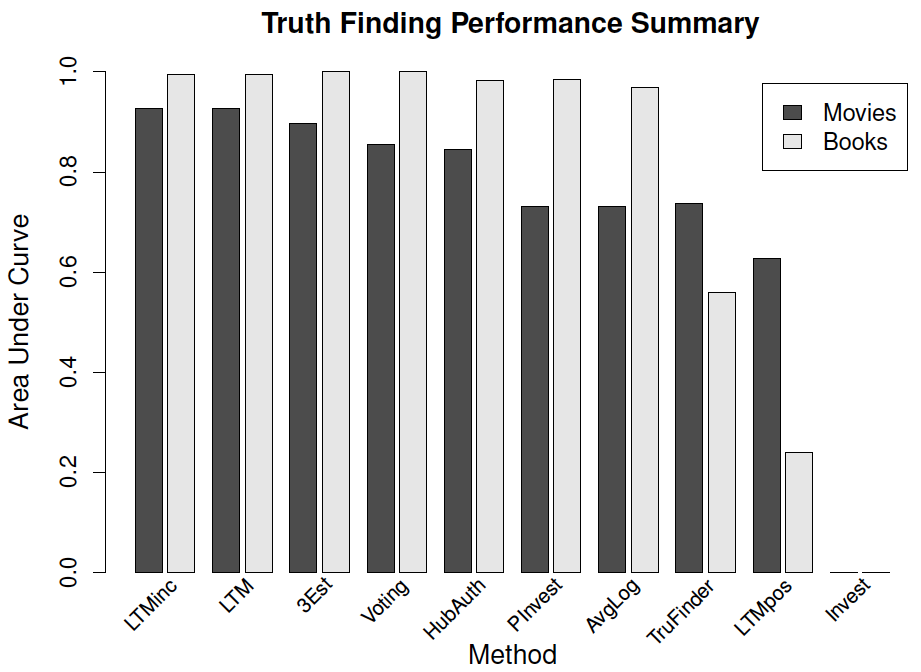 Truth Finding Performance Summary
Movies
Books
Area Under Curve
1.0
0.8
0.6
0.4
0.2
0.0
LTMinc
LTM
3Est
Voting
HubAuth
PInvest
AvgLog
TruFinder
LTMpos
Invest
Method